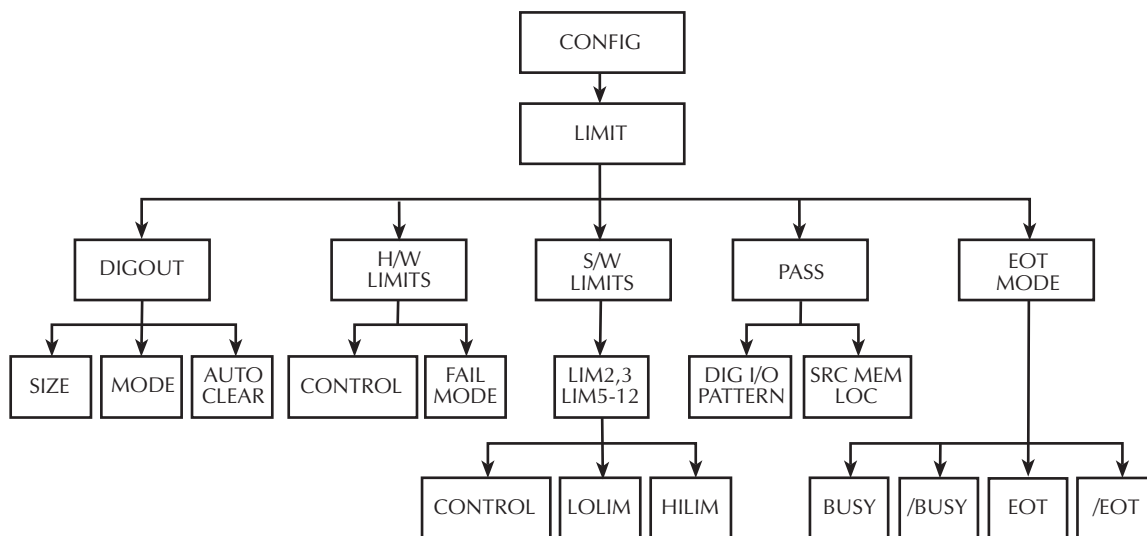 CONFIG
LIMIT
DIGOUT
H/W
LIMITS
S/W
LIMITS
PASS
EOT
MODE
SIZE
MODE
AUTO
CLEAR
CONTROL
FAIL
MODE
LIM2,3
LIM5-12
DIG I/O
PATTERN
SRC MEM
LOC
CONTROL
LOLIM
HILIM
BUSY
/BUSY
EOT
/EOT